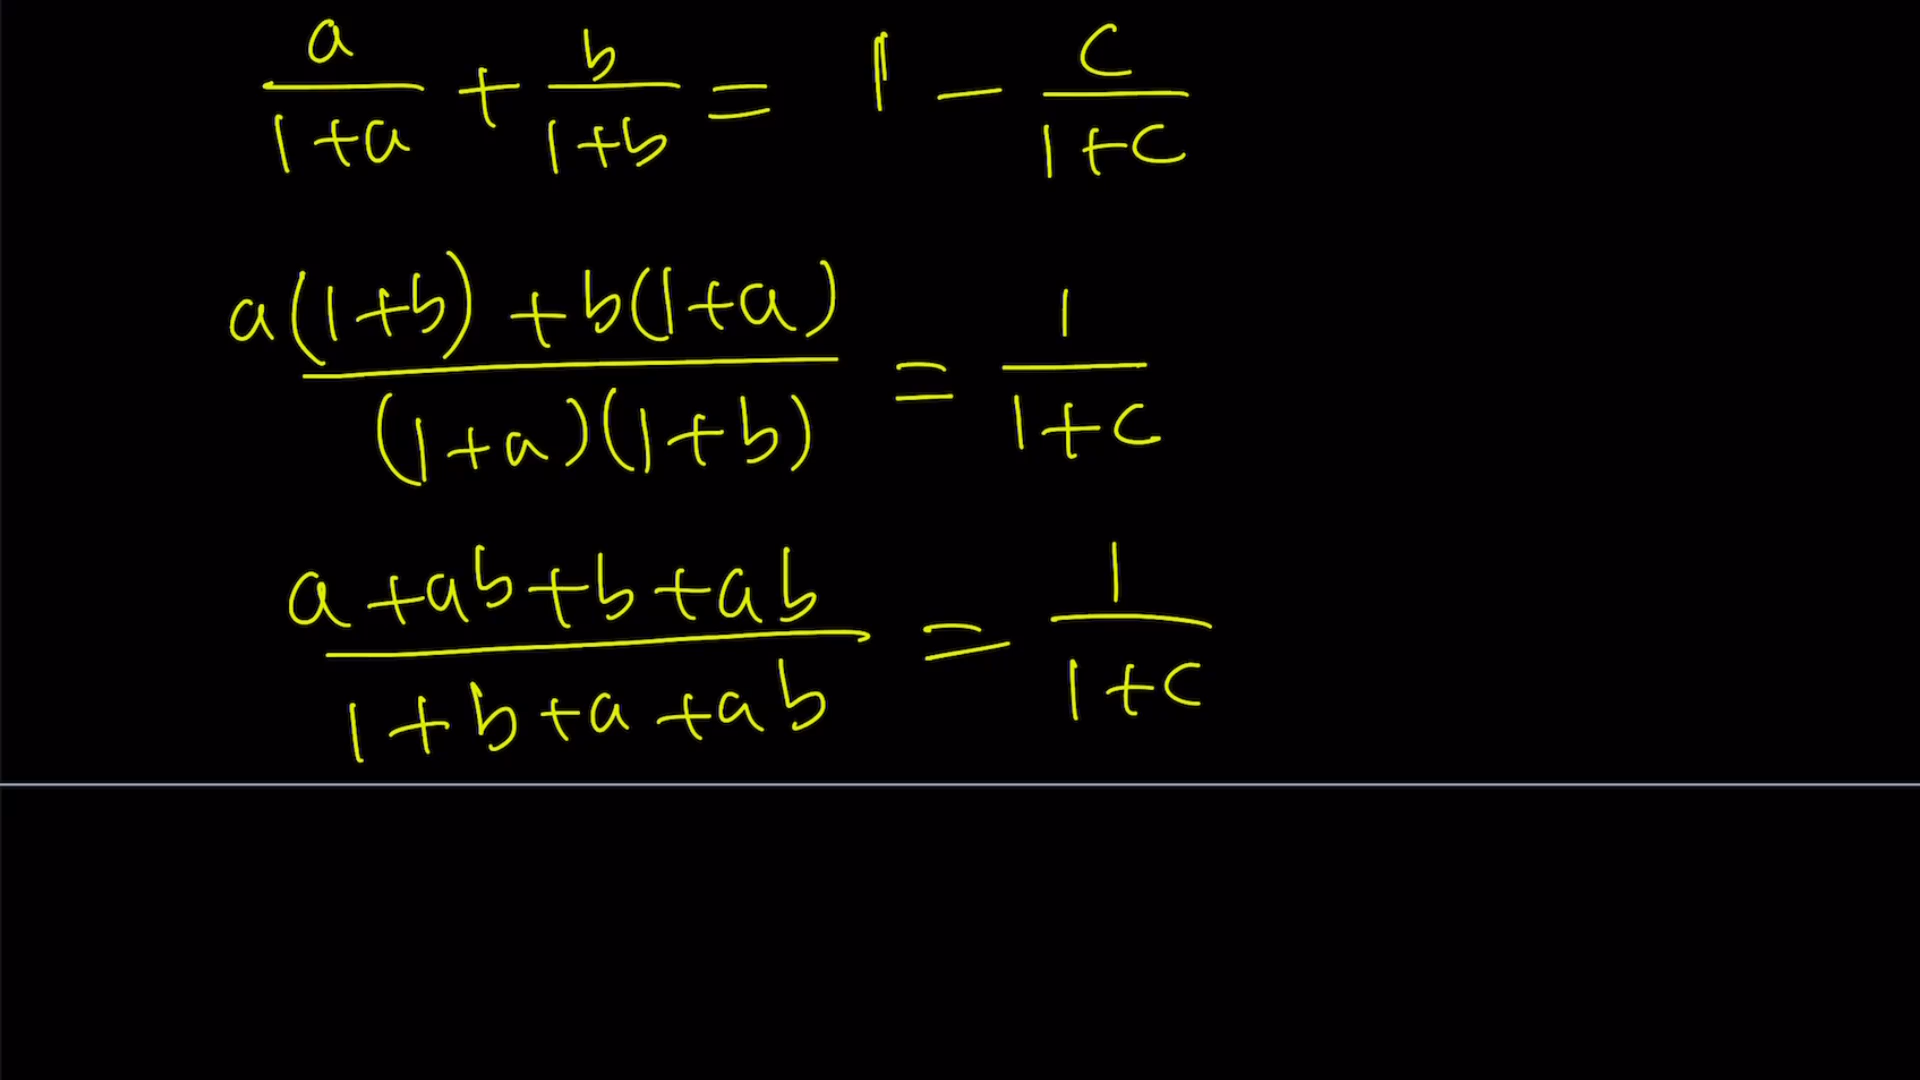 a/(1+a) + b/(1+b) = 1 − c/(1+c)
(a(1+b) + b(1+a))/((1+a)(1+b)) = 1/(1+c)
(a+ab+b+ab)/(1+b+a+ab) = 1/(1+c)